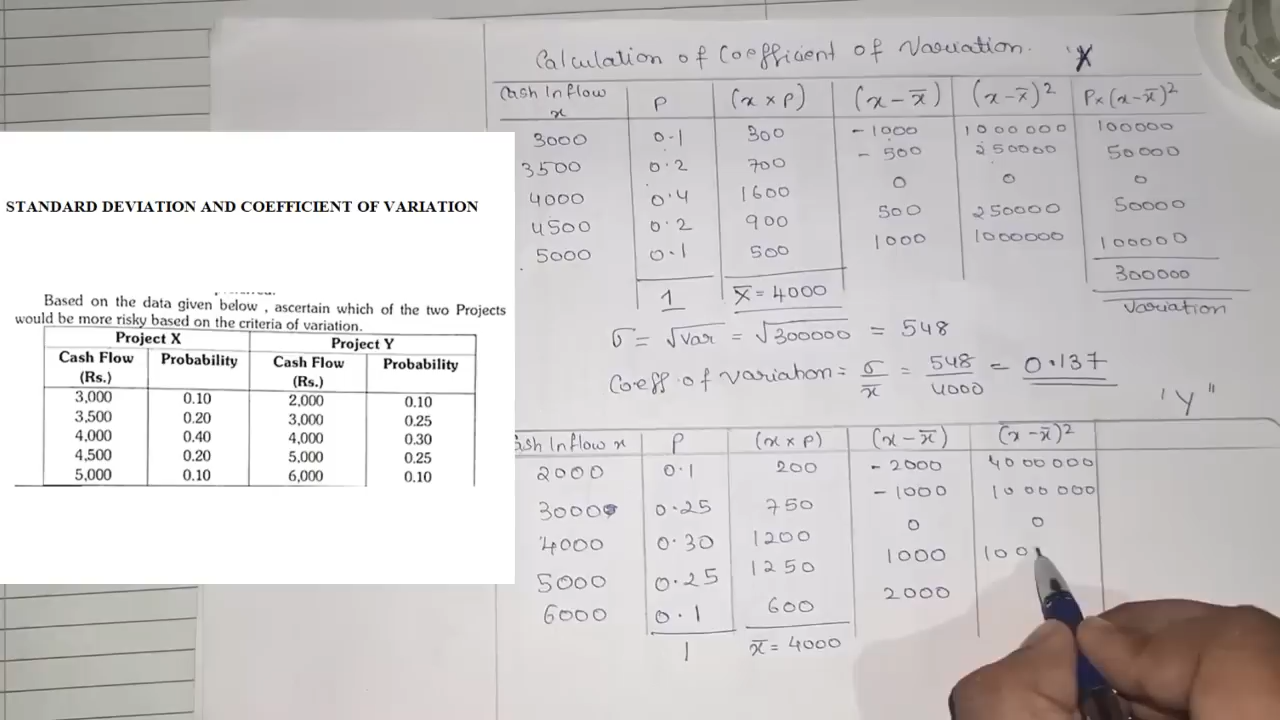 Calculation of Coefficient of Variation. 'X
Cash Inflow x P (x × p) (x - x̄) (x - x̄)² P×(x - x̄)²
3000 0.1 300 - 1000 1000000 100000
3500 0.2 700 - 500 250000 50000
4000 0.4 1600 0 0 0
4500 0.2 900 500 250000 50000
5000 0.1 500 1000 1000000 100000
1 X̄ = 4000 300000
Variation
σ = √var = √300000 = 548
Coeff. of variation = σ/x̄ = 548/4000 = 0.137
'Y"
ash Inflow x P (x × p) (x - x̄) (x - x̄)²
2000 0.1 200 - 2000 4000000
3000 0.25 750 - 1000 1000000
4000 0.30 1200 0 0
5000 0.25 1250 1000 100
6000 0.1 600 2000
1 x̄ = 4000
STANDARD DEVIATION AND COEFFICIENT OF VARIATION
Based on the data given below , ascertain which of the two Projects
would be more risky based on the criteria of variation.
Project X Project Y
Cash Flow (Rs.) Probability Cash Flow (Rs.) Probability
3,000 0.10 2,000 0.10
3,500 0.20 3,000 0.25
4,000 0.40 4,000 0.30
4,500 0.20 5,000 0.25
5,000 0.10 6,000 0.10